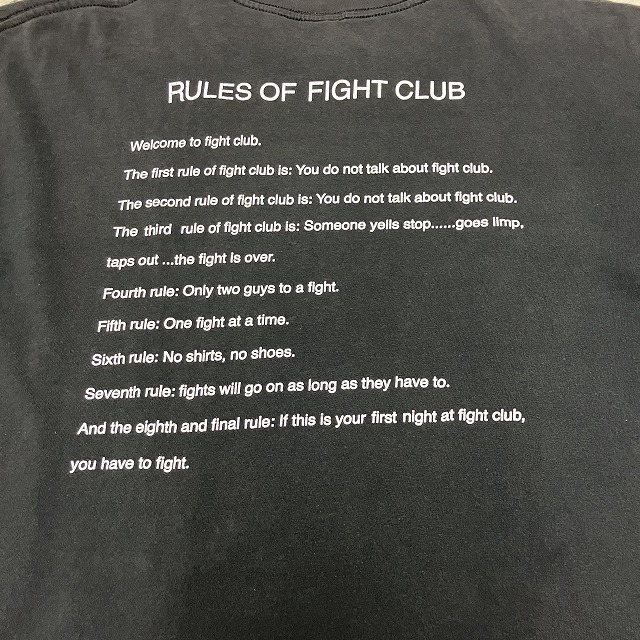 RULES OF FIGHT CLUB
Welcome to fight club.
The first rule of fight club is: You do not talk about fight club.
The second rule of fight club is: You do not talk about fight club.
The third rule of fight club is: Someone yells stop......goes limp,
taps out ...the fight is over.
Fourth rule: Only two guys to a fight.
Fifth rule: One fight at a time.
Sixth rule: No shirts, no shoes.
Seventh rule: fights will go on as long as they have to.
And the eighth and final rule: If this is your first night at fight club,
you have to fight.